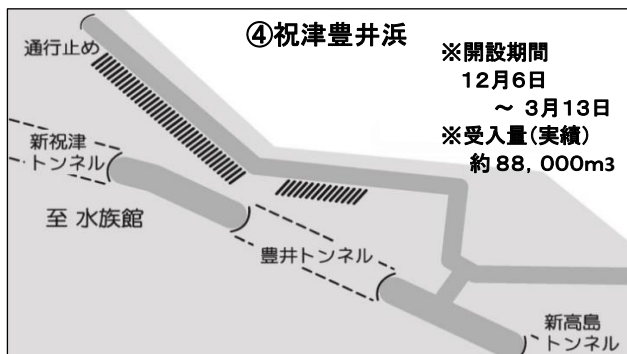 ④祝津豊井浜
※開設期間
12月6日
～ 3月13日
※受入量(実績)
約88,000m3
通行止め
新祝津
トンネル
至 水族館
豊井トンネル
新高島
トンネル